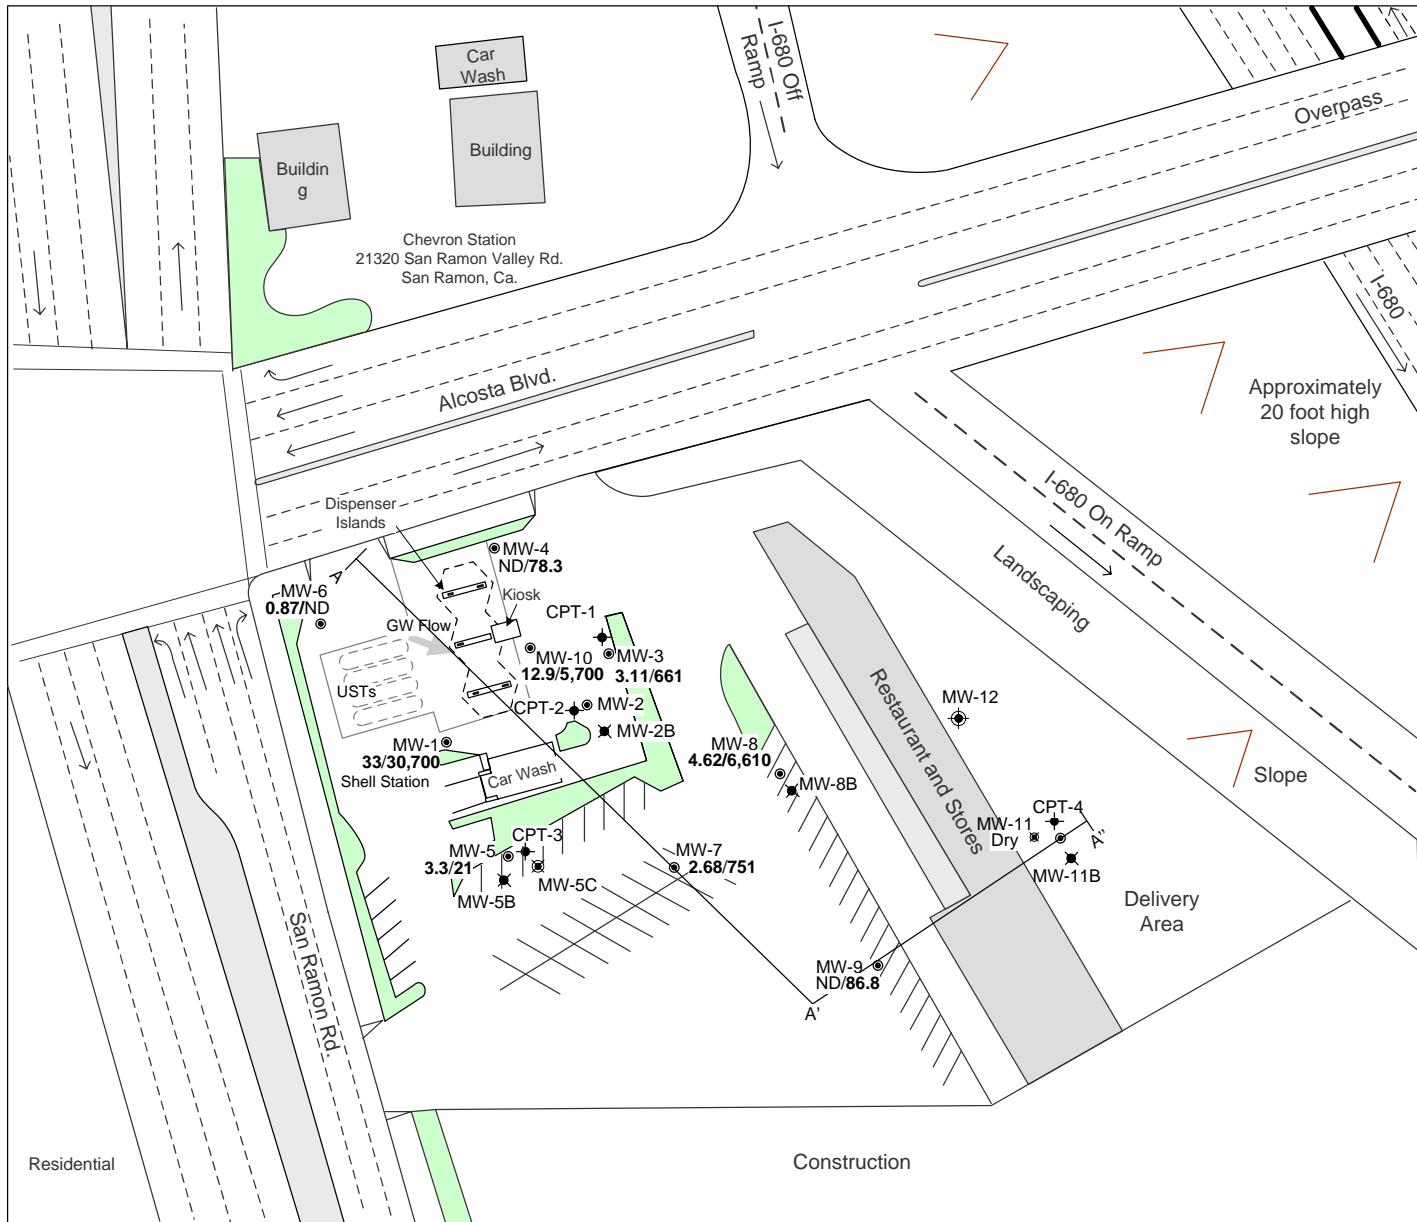 Car
Wash
Building
Buildin
g
I-680 Off
Ramp
Overpass
Chevron Station
21320 San Ramon Valley Rd.
San Ramon, Ca.
Alcosta Blvd.
I-680
Approximately
20 foot high
slope
I-680 On Ramp
Landscaping
Slope
Dispenser
Islands
MW-4
ND/78.3
A
MW-6
0.87/ND
Kiosk
GW Flow
CPT-1
MW-10
12.9/5,700
MW-3
3.11/661
USTs
CPT-2
MW-2
MW-2B
MW-1
33/30,700
Shell Station
Car Wash
MW-8
4.62/6,610
MW-8B
Restaurant and Stores
MW-12
CPT-4
MW-11
Dry
A''
MW-11B
CPT-3
MW-5
3.3/21
MW-5C
MW-5B
MW-7
2.68/751
Delivery
Area
MW-9
ND/86.8
A'
San Ramon Rd.
Residential
Construction